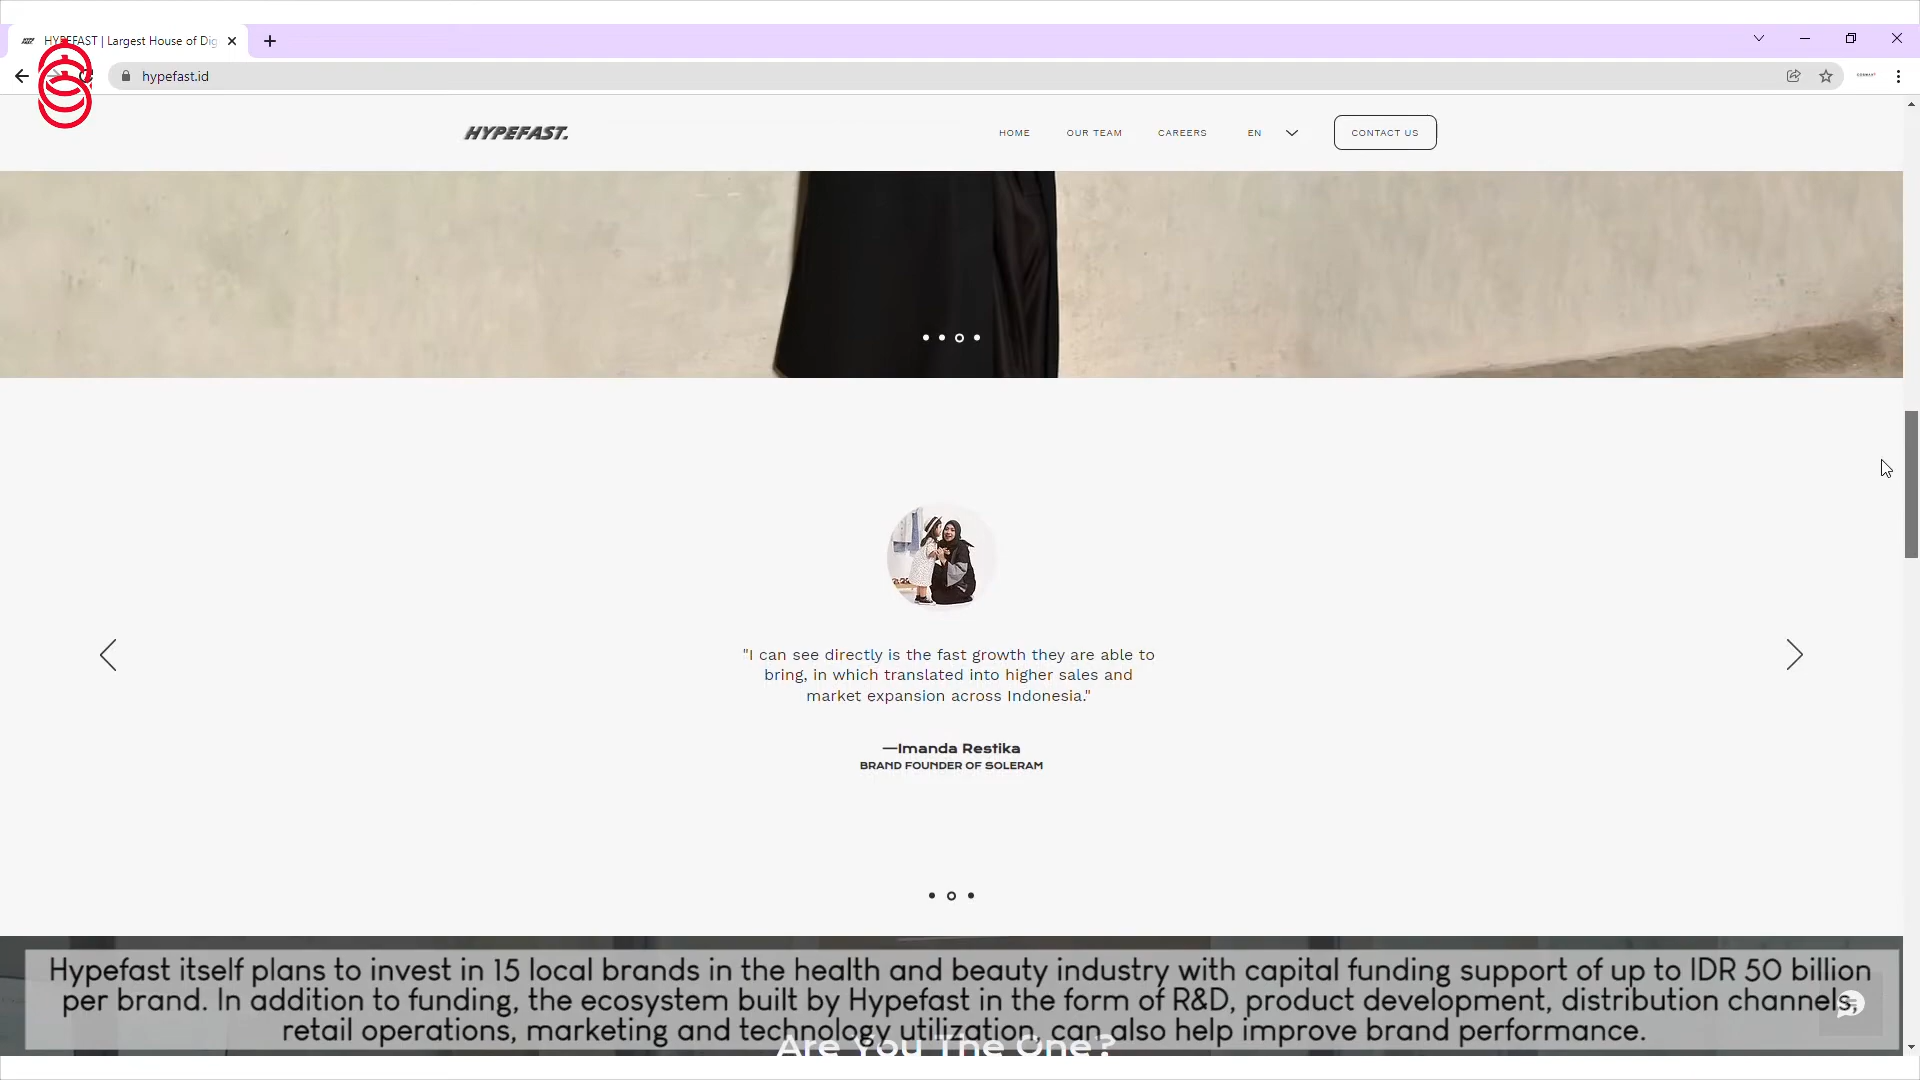 HYPEFAST | Largest House of Dig
hypefast.id
HYPEFAST.
HOME
OUR TEAM
CAREERS
EN
CONTACT US
"I can see directly is the fast growth they are able to
bring, in which translated into higher sales and
market expansion across Indonesia."
—Imanda Restika
BRAND FOUNDER OF SOLERAM
Hypefast itself plans to invest in 15 local brands in the health and beauty industry with capital funding support of up to IDR 50 billion
per brand. In addition to funding, the ecosystem built by Hypefast in the form of R&D, product development, distribution channels,
retail operations, marketing and technology utilization, can also help improve brand performance.
Are You The One?